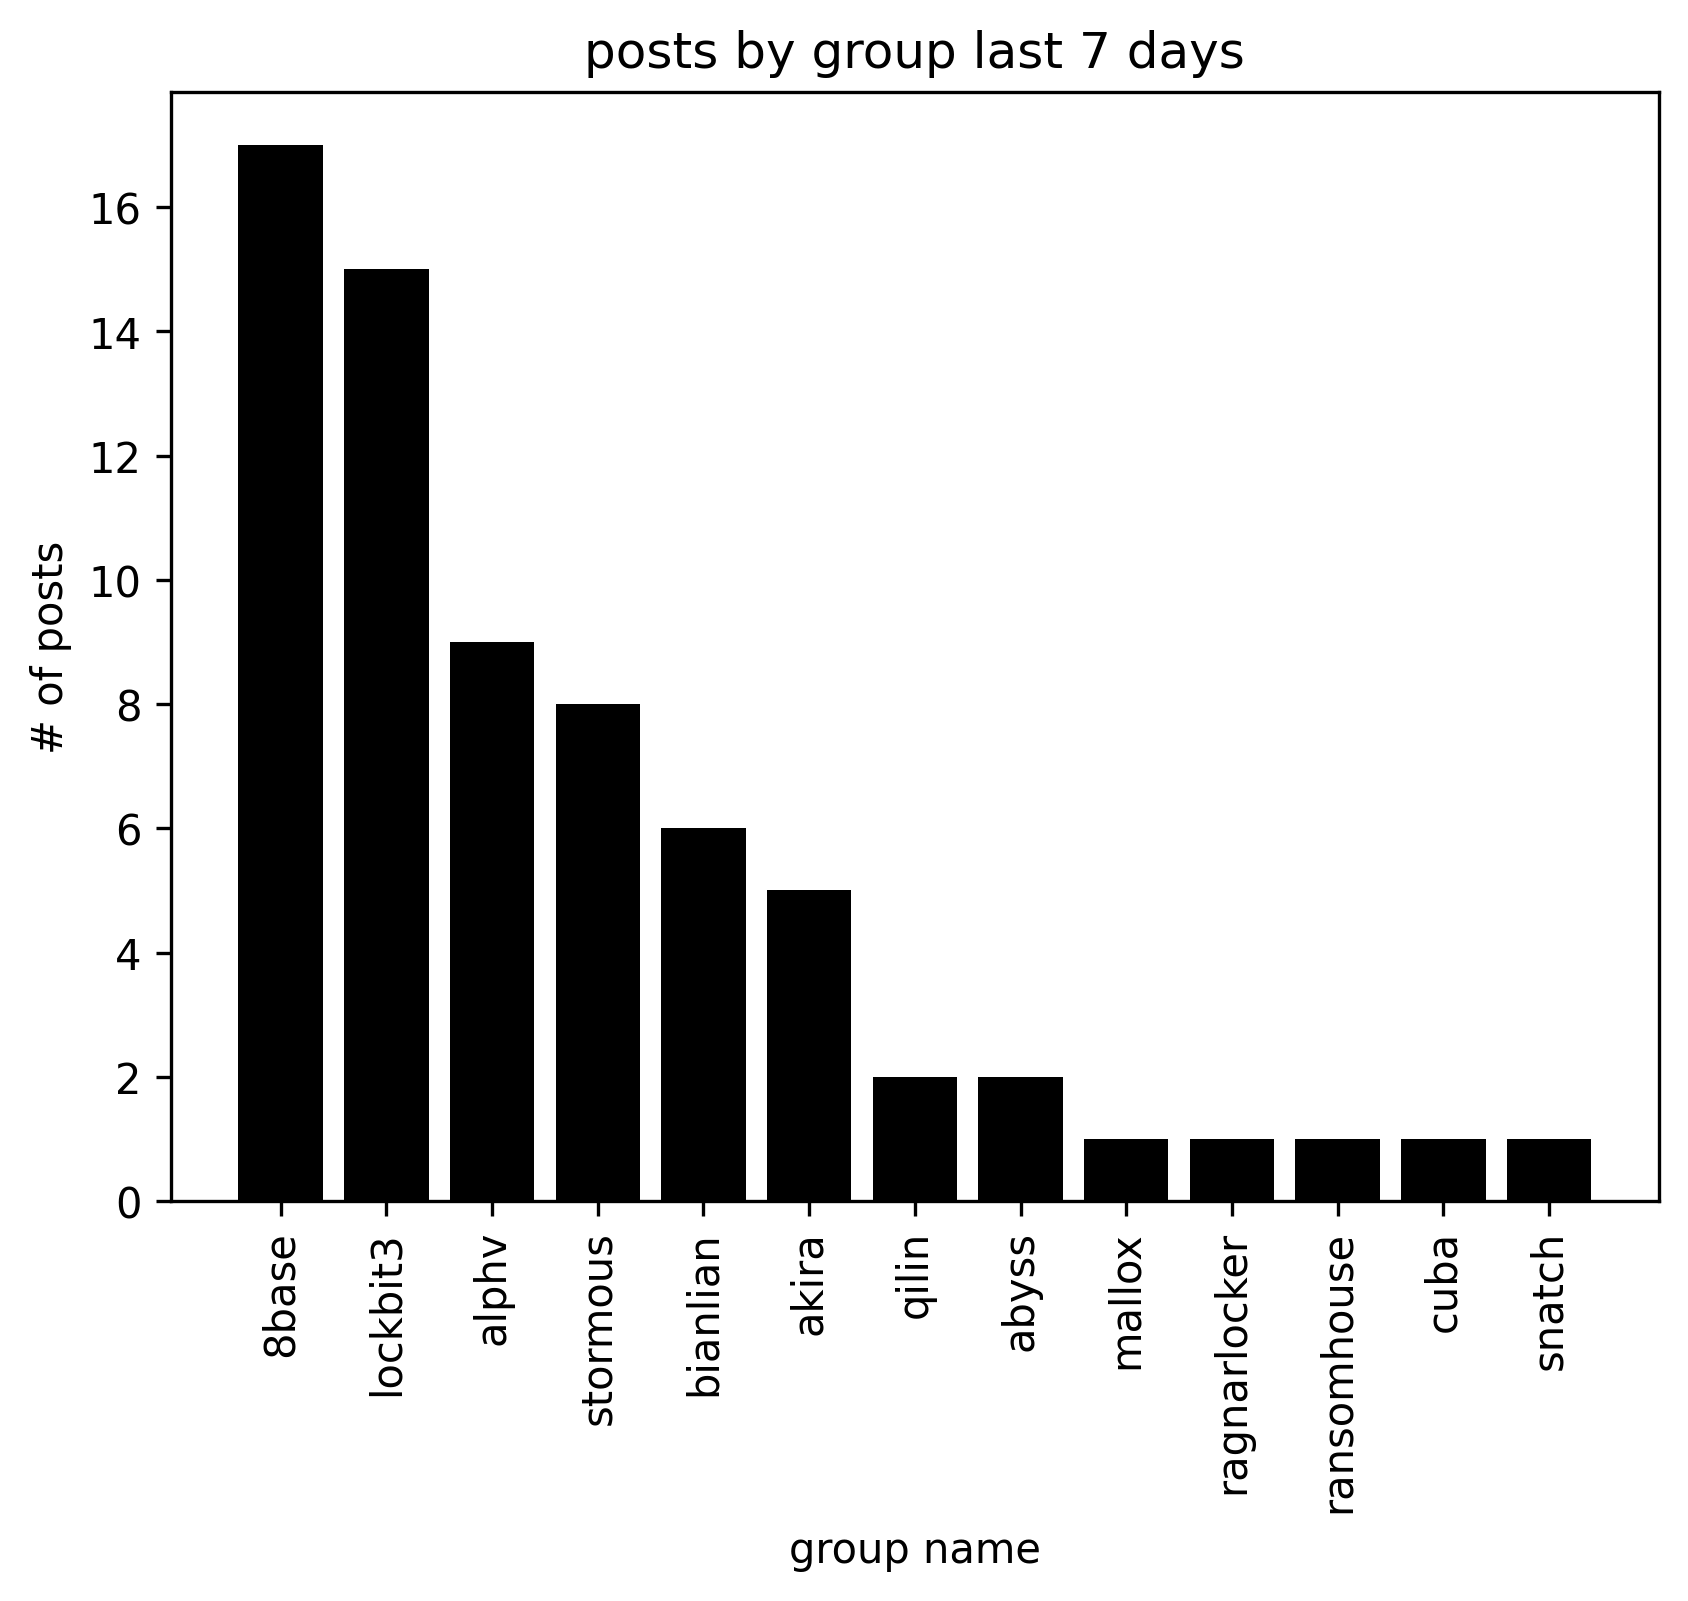 posts by group last 7 days
# of posts
16
14
12
10
8
6
4
2
0
8base
lockbit3
alphv
stormous
bianlian
akira
qilin
abyss
mallox
ragnarlocker
ransomhouse
cuba
snatch
group name